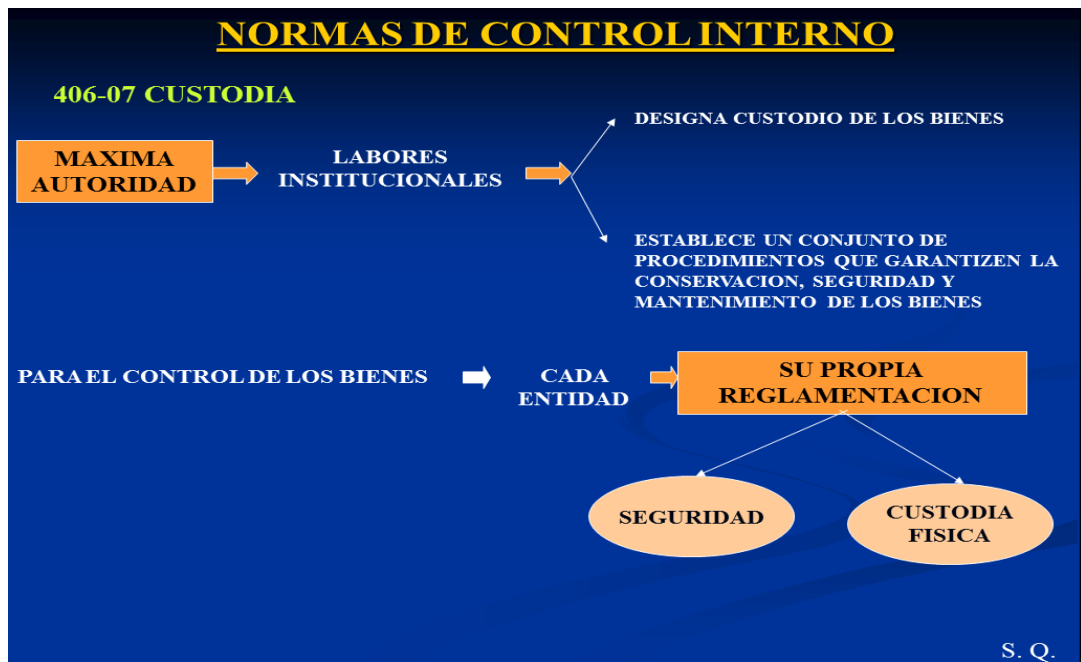 NORMAS DE CONTROL INTERNO
406-07 CUSTODIA
MAXIMA
AUTORIDAD
LABORES
INSTITUCIONALES
DESIGNA CUSTODIO DE LOS BIENES
ESTABLECE UN CONJUNTO DE
PROCEDIMIENTOS QUE GARANTIZEN LA
CONSERVACION, SEGURIDAD Y
MANTENIMIENTO DE LOS BIENES
PARA EL CONTROL DE LOS BIENES
CADA
ENTIDAD
SU PROPIA
REGLAMENTACION
SEGURIDAD
CUSTODIA
FISICA
S. Q.